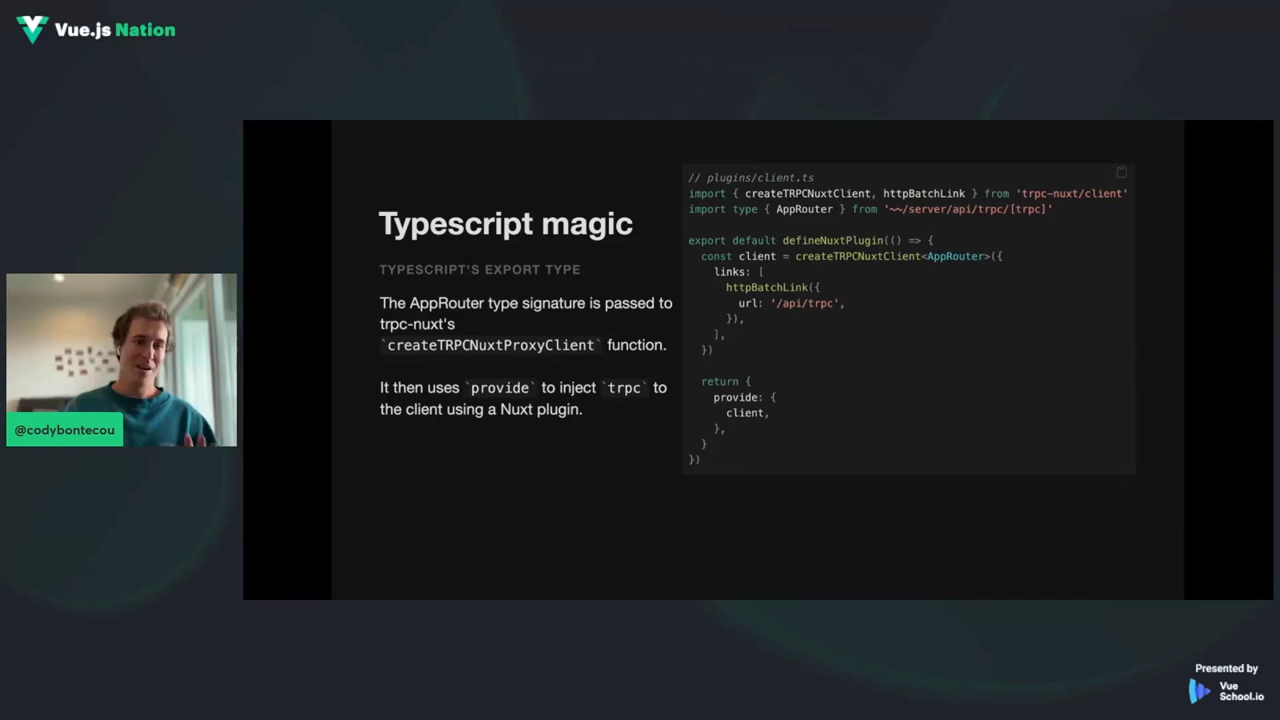 Vue.js Nation
Typescript magic
TYPESCRIPT'S EXPORT TYPE
The AppRouter type signature is passed to
trpc-nuxt's
`createTRPCNuxtProxyClient` function.
It then uses `provide` to inject `trpc` to
the client using a Nuxt plugin.
// plugins/client.ts
import { createTRPCNuxtClient, httpBatchLink } from 'trpc-nuxt/client'
import type { AppRouter } from '~~/server/api/trpc/[trpc]'
export default defineNuxtPlugin(() => {
const client = createTRPCNuxtClient<AppRouter>({
links: [
httpBatchLink({
url: '/api/trpc',
}),
],
})
return {
provide: {
client,
},
}
})
@codybontecou
Presented by
Vue
School.io